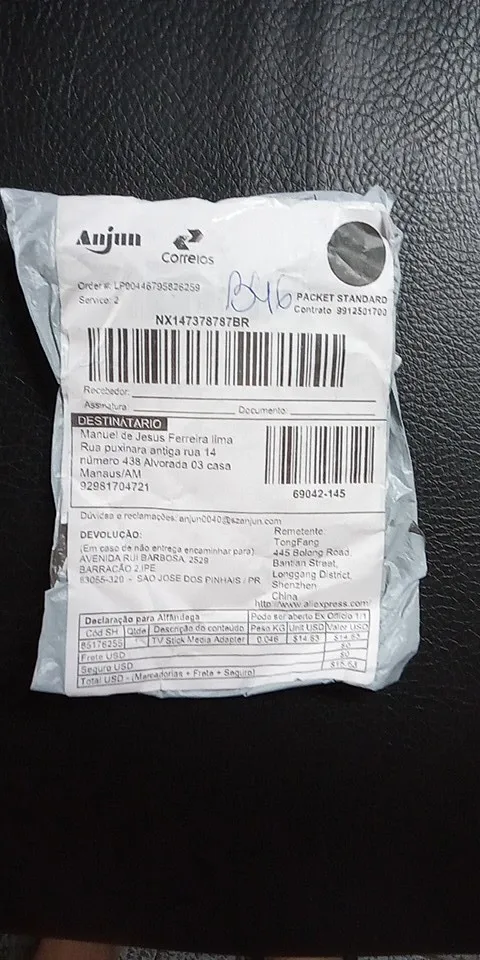 Anjun
Correios
Order #: LP00446795826259
Service: 2
B46
PACKET STANDARD
Contrato 9912501700
NX147378787BR
Recebedor:
Assinatura Documento:
DESTINATÁRIO
Manuel de Jesus Ferreira lima
Rua puxinara antiga rua 14
número 438 Alvorada 03 casa
Manaus/AM
92981704721
69042-145
Dúvidas e reclamações: anjun0040@szanjun.com
DEVOLUÇÃO:
(Em caso de não entrega encaminhar para)
AVENIDA RUI BARBOSA, 2529
BARRACÃO 2,IPE
83055-320 - SAO JOSE DOS PINHAIS / PR
Remetente:
TongFang
445 Bolong Road,
Bantian Street,
Longgang District,
Shenzhen
China
http://www.aliexpress.com/
Declaração para Alfândega Pode ser aberto Ex Officio 1/1
Cód SH Qtde Descrição do conteúdo Peso KG Unit USD Valor USD
85176255 TV Stick Media Adapter 0.046 $14.63 $14.63
Frete USD $0
Seguro USD $0
Total USD - (Mercadorias + Frete + Seguro)